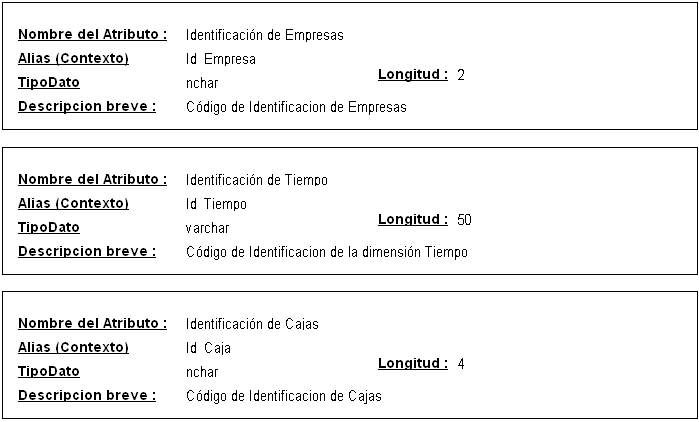 Nombre del Atributo : Identificación de Empresas
Alias (Contexto) Id Empresa
TipoDato nchar Longitud : 2
Descripcion breve : Código de Identificacion de Empresas
Nombre del Atributo : Identificación de Tiempo
Alias (Contexto) Id Tiempo
TipoDato varchar Longitud : 50
Descripcion breve : Código de Identificacion de la dimensión Tiempo
Nombre del Atributo : Identificación de Cajas
Alias (Contexto) Id Caja
TipoDato nchar Longitud : 4
Descripcion breve : Código de Identificacion de Cajas